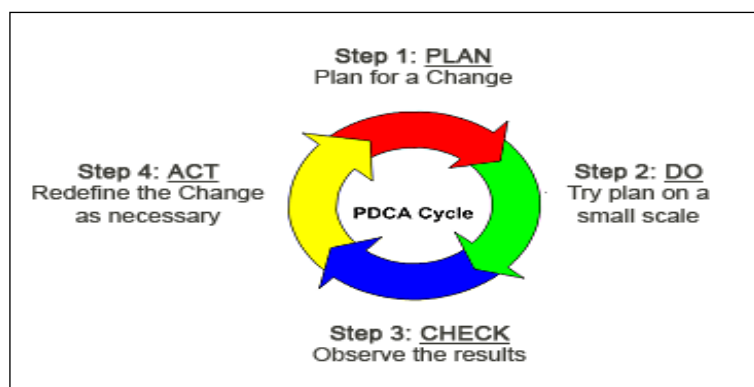 Step 1: PLAN
Plan for a Change
Step 4: ACT
Redefine the Change
as necessary
PDCA Cycle
Step 2: DO
Try plan on a
small scale
Step 3: CHECK
Observe the results